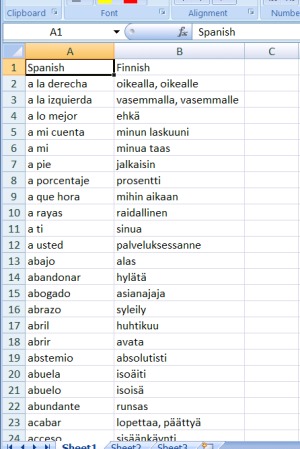 Clipboard Font Alignment Number
A1 fx Spanish
A B C
1 Spanish Finnish
2 a la derecha oikealla, oikealle
3 a la izquierda vasemmalla, vasemmalle
4 a lo mejor ehkä
5 a mi cuenta minun laskuuni
6 a mi minua taas
7 a pie jalkaisin
8 a porcentaje prosentti
9 a que hora mihin aikaan
10 a rayas raidallinen
11 a ti sinua
12 a usted palveluksessanne
13 abajo alas
14 abandonar hylätä
15 abogado asianajaja
16 abrazo syleily
17 abril huhtikuu
18 abrir avata
19 abstemio absolutisti
20 abuela isoäiti
21 abuelo isoisä
22 abundante runsas
23 acabar lopettaa, päättyä
24 acceso sisäänkäynti
Sheet1 Sheet2 Sheet3